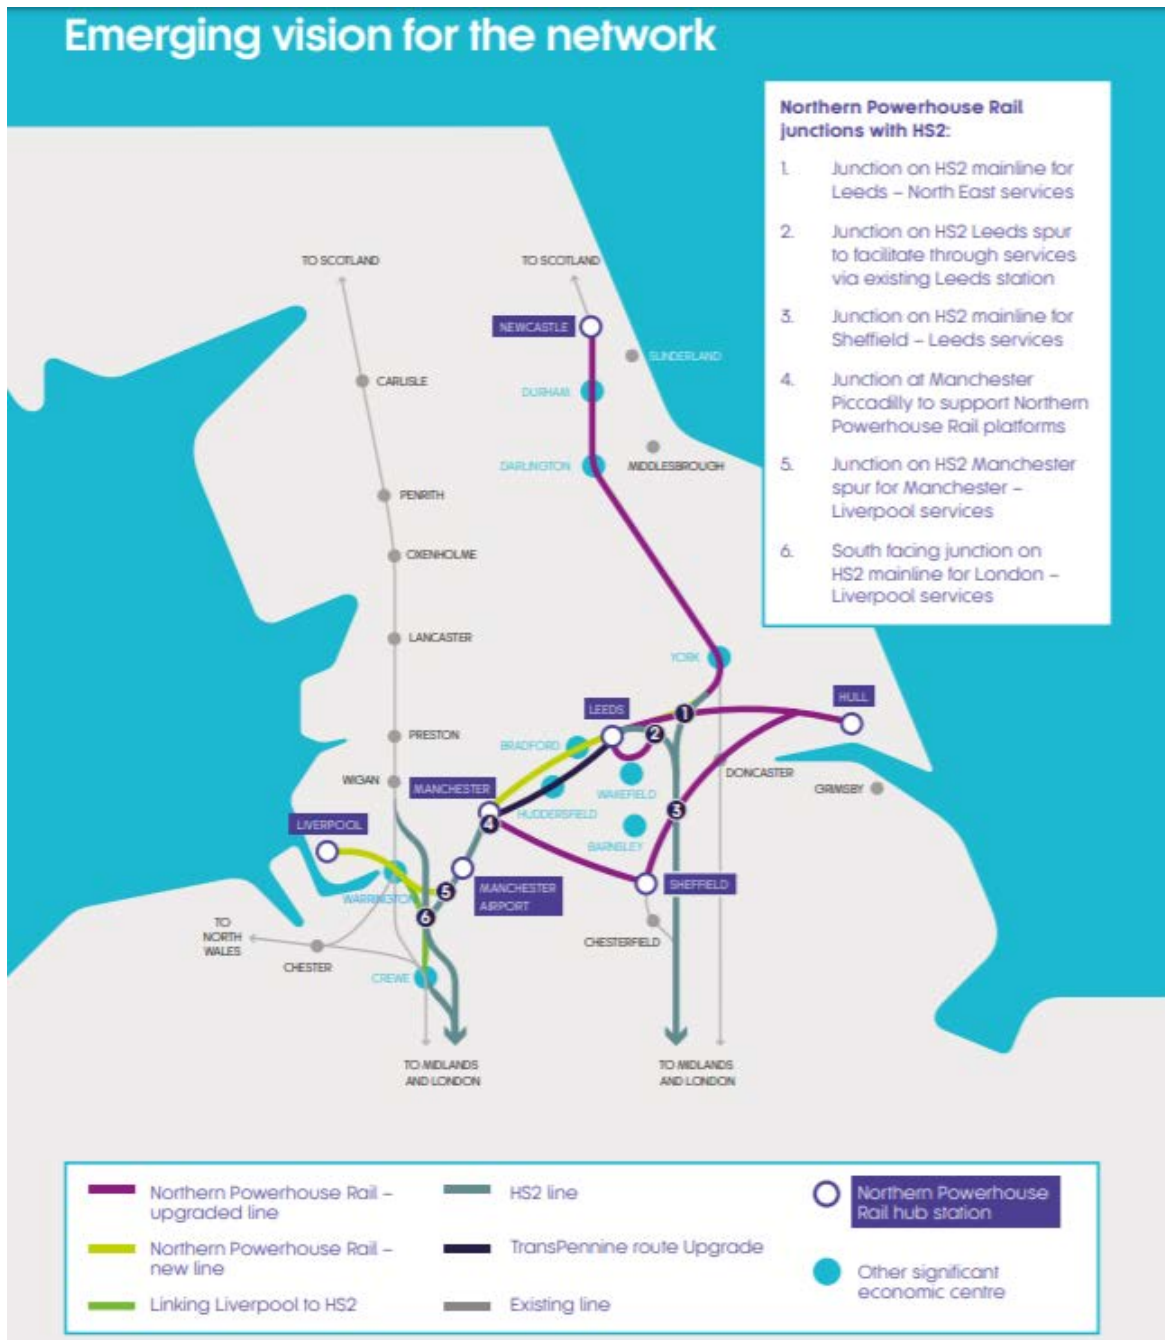 Emerging vision for the network
Northern Powerhouse Rail
junctions with HS2:
1. Junction on HS2 mainline for
Leeds – North East services
2. Junction on HS2 Leeds spur
to facilitate through services
via existing Leeds station
3. Junction on HS2 mainline for
Sheffield – Leeds services
4. Junction at Manchester
Piccadilly to support Northern
Powerhouse Rail platforms
5. Junction on HS2 Manchester
spur for Manchester –
Liverpool services
6. South facing junction on
HS2 mainline for London –
Liverpool services
TO SCOTLAND
TO SCOTLAND
NEWCASTLE
SUNDERLAND
CARLISLE
DURHAM
DARLINGTON
MIDDLESBROUGH
PENRITH
OXENHOLME
LANCASTER
YORK
HULL
LEEDS
1
2
PRESTON
BRADFORD
WIGAN
MANCHESTER
DONCASTER
GRIMSBY
WAKEFIELD
HUDDERSFIELD
3
4
LIVERPOOL
BARNSLEY
WARRINGTON
5
MANCHESTER
AIRPORT
SHEFFIELD
6
TO
NORTH
WALES
CHESTER
CHESTERFIELD
CREWE
TO MIDLANDS
AND LONDON
TO MIDLANDS
AND LONDON
Northern Powerhouse Rail –
upgraded line
Northern Powerhouse Rail –
new line
Linking Liverpool to HS2
HS2 line
TransPennine route Upgrade
Existing line
Northern Powerhouse
Rail hub station
Other significant
economic centre